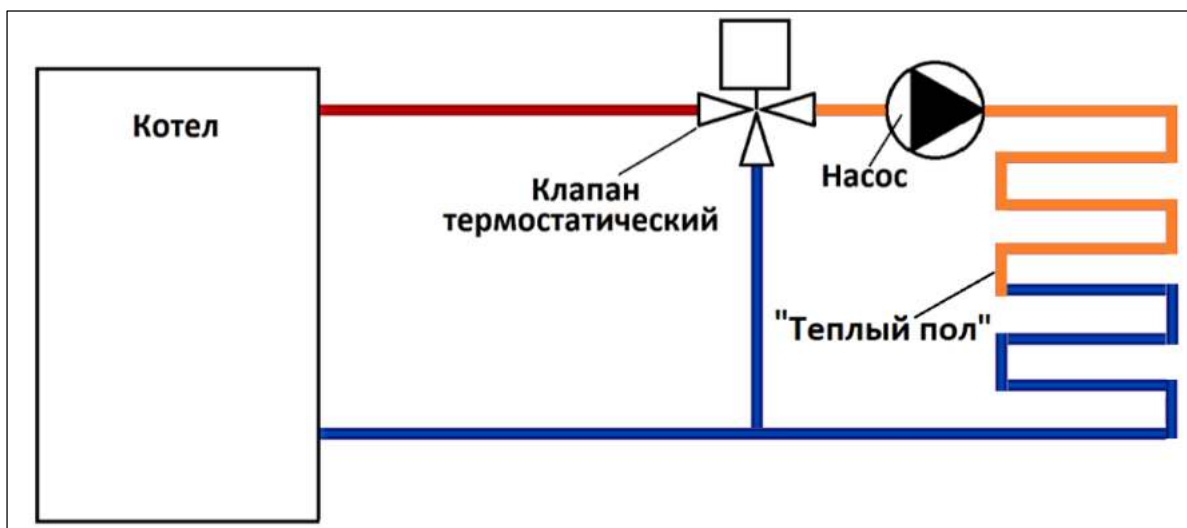 Котел
Клапан
термостатический
Насос
"Теплый пол"